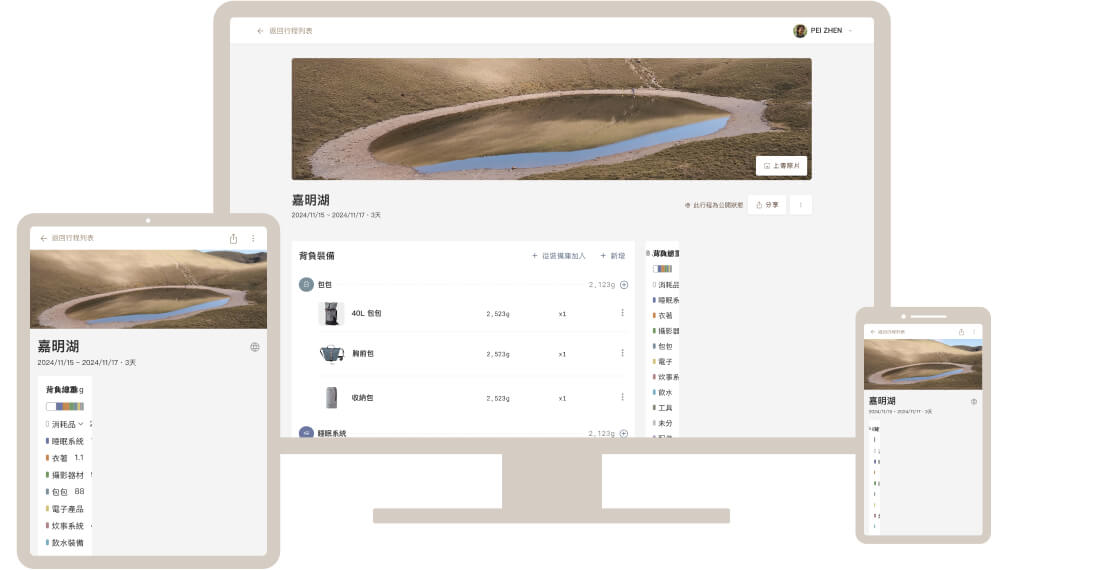 返回行程列表
PEI ZHEN
上傳照片
嘉明湖
2024/11/15 ~ 2024/11/17・3天
此行程為公開狀態
分享
背負裝備
+ 從裝備庫加入
+ 新增
包包
2,123g
40L 包包
2,523g
x1
胸前包
2,523g
x1
收納包
2,523g
x1
睡眠系統
2,123g
背負總重
消耗品
睡眠系
衣著
攝影器
包包
電子
炊事系
飲水
工具
未分
返回行程列表
嘉明湖
2024/11/15 ~ 2024/11/17・3天
背負總重
消耗品
睡眠系統
衣著 1.1
攝影器材
包包 88
電子產品
炊事系統
飲水裝備
返回行程列表
嘉明湖
2024/11/15 ~ 2024/11/17・3天